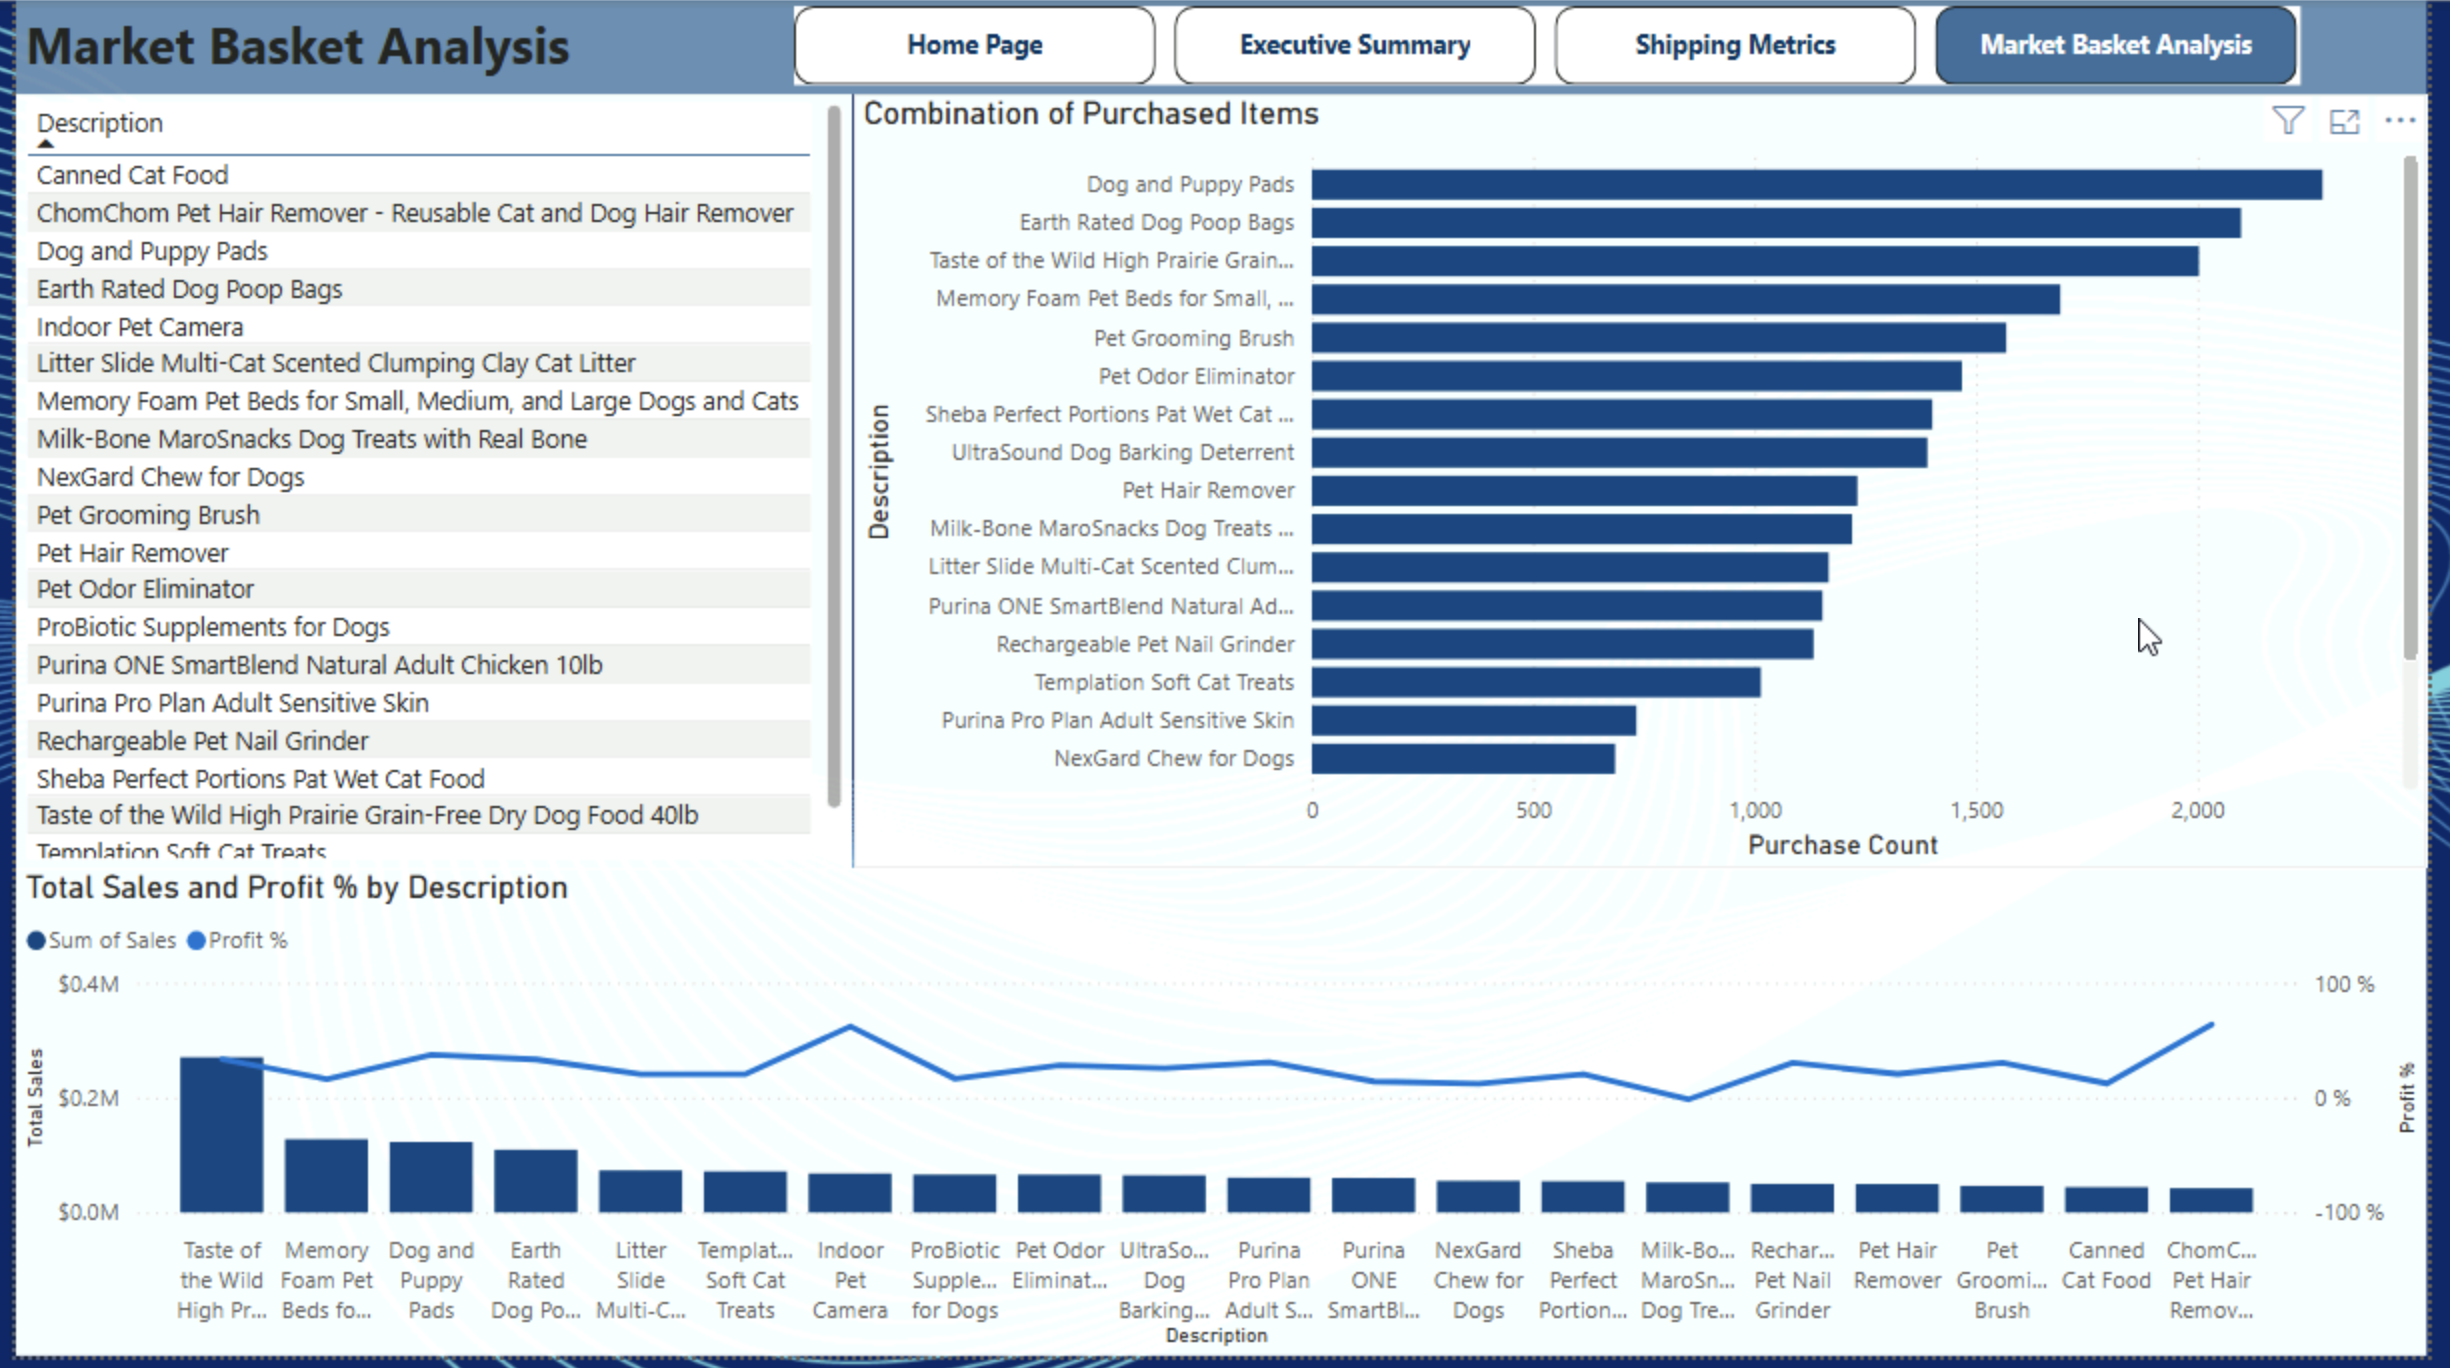 Market Basket Analysis
Home Page
Executive Summary
Shipping Metrics
Market Basket Analysis
Description
Canned Cat Food
ChomChom Pet Hair Remover - Reusable Cat and Dog Hair Remover
Dog and Puppy Pads
Earth Rated Dog Poop Bags
Indoor Pet Camera
Litter Slide Multi-Cat Scented Clumping Clay Cat Litter
Memory Foam Pet Beds for Small, Medium, and Large Dogs and Cats
Milk-Bone MaroSnacks Dog Treats with Real Bone
NexGard Chew for Dogs
Pet Grooming Brush
Pet Hair Remover
Pet Odor Eliminator
ProBiotic Supplements for Dogs
Purina ONE SmartBlend Natural Adult Chicken 10lb
Purina Pro Plan Adult Sensitive Skin
Rechargeable Pet Nail Grinder
Sheba Perfect Portions Pat Wet Cat Food
Taste of the Wild High Prairie Grain-Free Dry Dog Food 40lb
Templation Soft Cat Treats
Combination of Purchased Items
Description
Dog and Puppy Pads
Earth Rated Dog Poop Bags
Taste of the Wild High Prairie Grain...
Memory Foam Pet Beds for Small, ...
Pet Grooming Brush
Pet Odor Eliminator
Sheba Perfect Portions Pat Wet Cat ...
UltraSound Dog Barking Deterrent
Pet Hair Remover
Milk-Bone MaroSnacks Dog Treats ...
Litter Slide Multi-Cat Scented Clum...
Purina ONE SmartBlend Natural Ad...
Rechargeable Pet Nail Grinder
Templation Soft Cat Treats
Purina Pro Plan Adult Sensitive Skin
NexGard Chew for Dogs
0 500 1,000 1,500 2,000
Purchase Count
Total Sales and Profit % by Description
Sum of Sales Profit %
Total Sales
$0.4M
$0.2M
$0.0M
100 %
0 %
-100 %
Profit %
Taste of
the Wild
High Pr...
Memory
Foam Pet
Beds fo...
Dog and
Puppy
Pads
Earth
Rated
Dog Po...
Litter
Slide
Multi-C...
Templat...
Soft Cat
Treats
Indoor
Pet
Camera
ProBiotic
Supple...
for Dogs
Pet Odor
Eliminat...
UltraSo...
Dog
Barking...
Purina
Pro Plan
Adult S...
Purina
ONE
SmartBl...
NexGard
Chew for
Dogs
Sheba
Perfect
Portion...
Milk-Bo...
MaroSn...
Dog Tre...
Rechar...
Pet Nail
Grinder
Pet Hair
Remover
Pet
Groomi...
Brush
Canned
Cat Food
ChomC...
Pet Hair
Remov...
Description